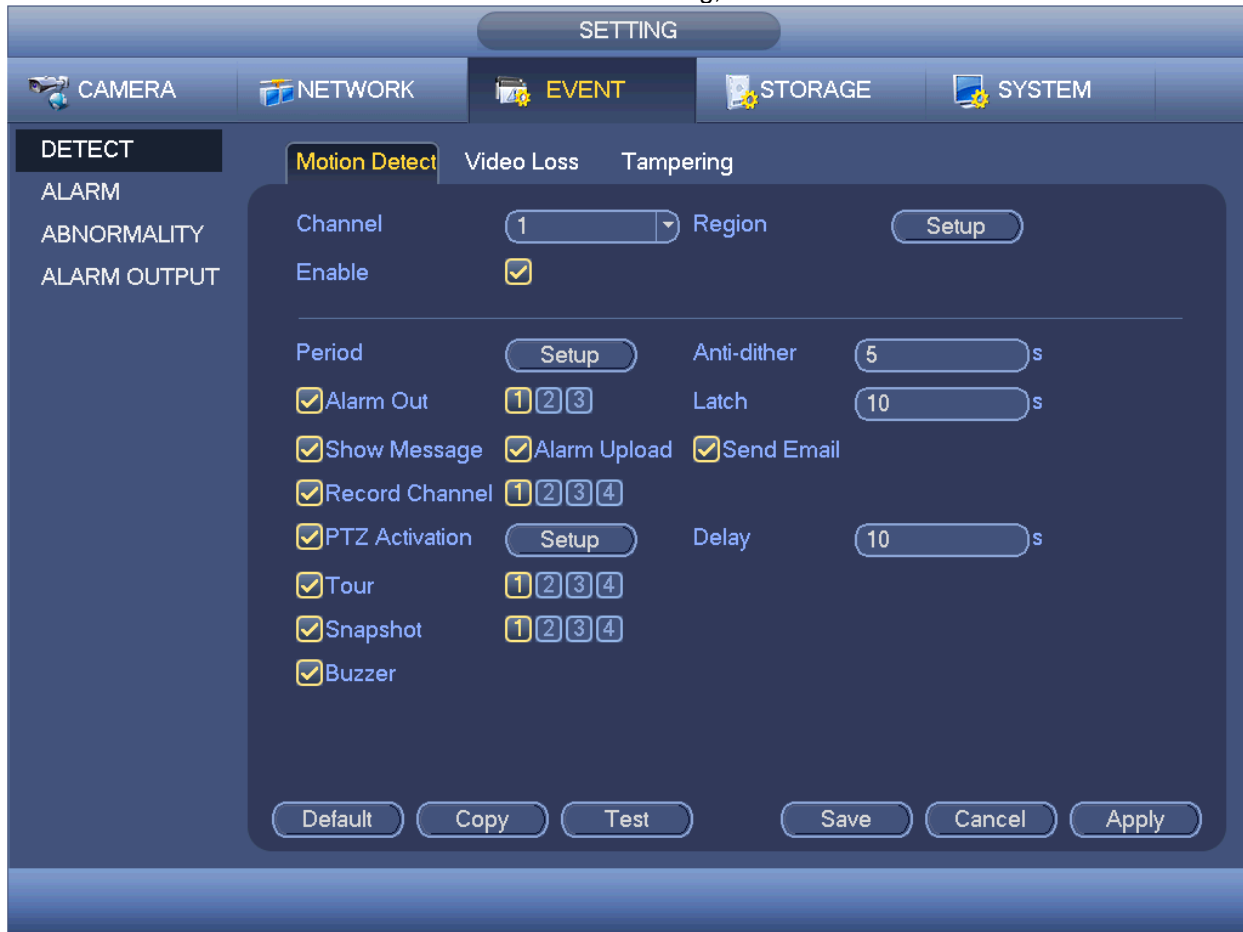 SETTING
CAMERA NETWORK EVENT STORAGE SYSTEM
DETECT
ALARM
ABNORMALITY
ALARM OUTPUT
Motion Detect Video Loss Tampering
Channel 1 Region Setup
Enable
Period Setup Anti-dither 5 s
Alarm Out 1 2 3 Latch 10 s
Show Message Alarm Upload Send Email
Record Channel 1 2 3 4
PTZ Activation Setup Delay 10 s
Tour 1 2 3 4
Snapshot 1 2 3 4
Buzzer
Default Copy Test Save Cancel Apply